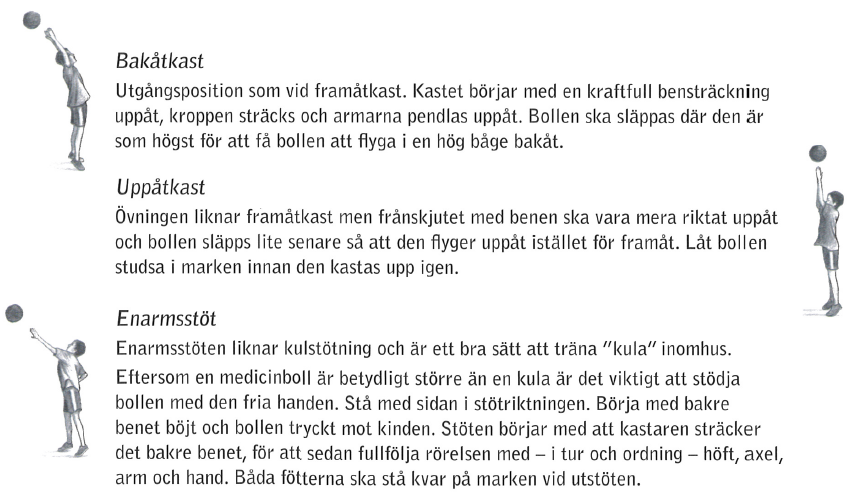 Bakåtkast
Utgångsposition som vid framåtkast. Kastet börjar med en kraftfull bensträckning
uppåt, kroppen sträcks och armarna pendlas uppåt. Bollen ska släppas där den är
som högst för att få bollen att flyga i en hög båge bakåt.
Uppåtkast
Övningen liknar framåtkast men frånskjutet med benen ska vara mera riktat uppåt
och bollen släpps lite senare så att den flyger uppåt istället för framåt. Låt bollen
studsa i marken innan den kastas upp igen.
Enarmsstöt
Enarmsstöten liknar kulstötning och är ett bra sätt att träna ”kula” inomhus.
Eftersom en medicinboll är betydligt större än en kula är det viktigt att stödja
bollen med den fria handen. Stå med sidan i stötriktningen. Börja med bakre
benet böjt och bollen tryckt mot kinden. Stöten börjar med att kastaren sträcker
det bakre benet, för att sedan fullfölja rörelsen med – i tur och ordning – höft, axel,
arm och hand. Båda fötterna ska stå kvar på marken vid utstöten.